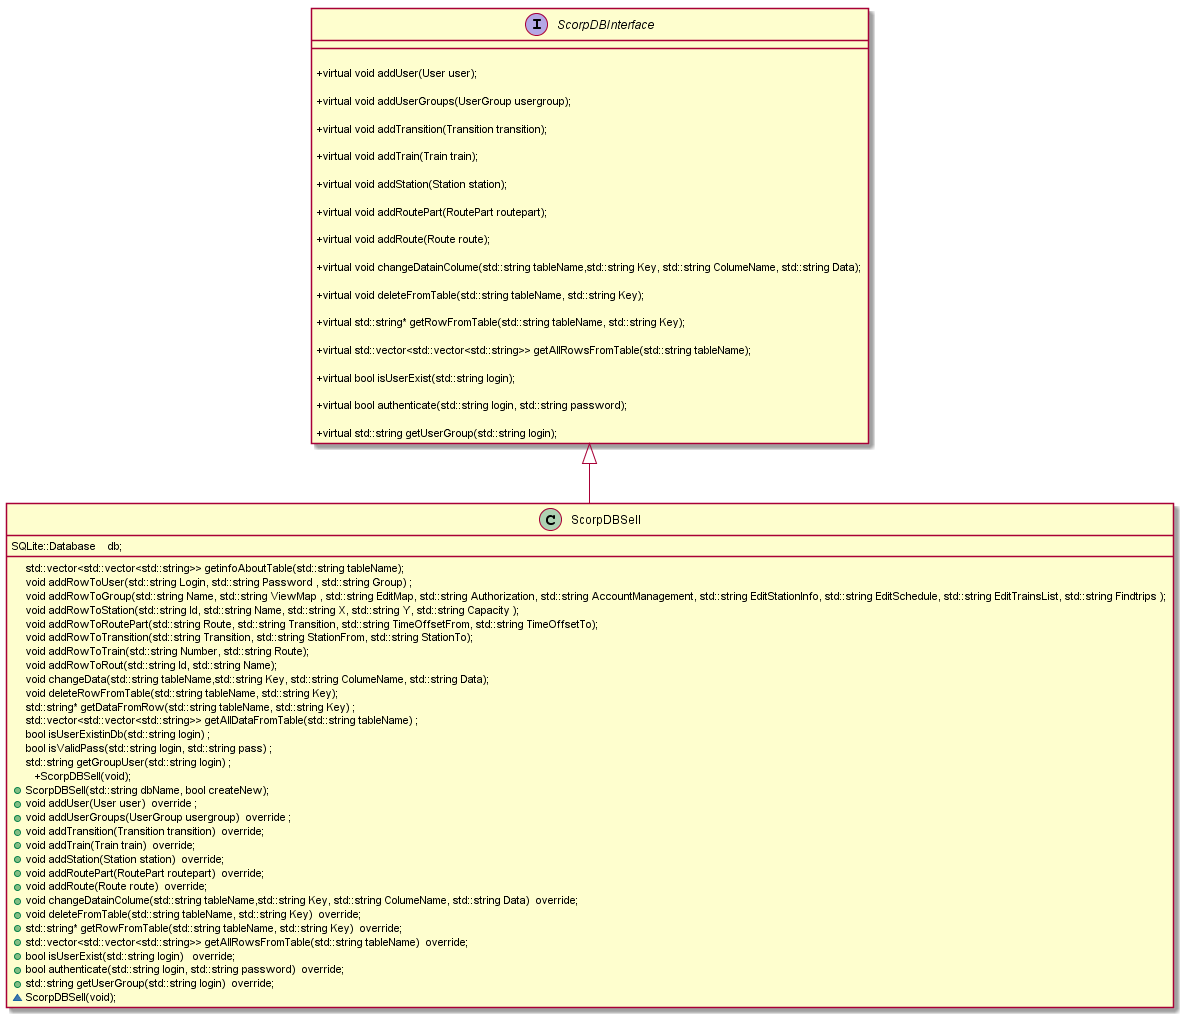 I ScorpDBInterface
+virtual void addUser(User user);
+virtual void addUserGroups(UserGroup usergroup);
+virtual void addTransition(Transition transition);
+virtual void addTrain(Train train);
+virtual void addStation(Station station);
+virtual void addRoutePart(RoutePart routepart);
+virtual void addRoute(Route route);
+virtual void changeDatainColume(std::string tableName,std::string Key, std::string ColumeName, std::string Data);
+virtual void deleteFromTable(std::string tableName, std::string Key);
+virtual std::string* getRowFromTable(std::string tableName, std::string Key);
+virtual std::vector<std::vector<std::string>> getAllRowsFromTable(std::string tableName);
+virtual bool isUserExist(std::string login);
+virtual bool authenticate(std::string login, std::string password);
+virtual std::string getUserGroup(std::string login);
C ScorpDBSell
SQLite::Database    db;
std::vector<std::vector<std::string>> getinfoAboutTable(std::string tableName);
void addRowToUser(std::string Login, std::string Password , std::string Group) ;
void addRowToGroup(std::string Name, std::string ViewMap , std::string EditMap, std::string Authorization, std::string AccountManagement, std::string EditStationInfo, std::string EditSchedule, std::string EditTrainsList, std::string Findtrips );
void addRowToStation(std::string Id, std::string Name, std::string X, std::string Y, std::string Capacity );
void addRowToRoutePart(std::string Route, std::string Transition, std::string TimeOffsetFrom, std::string TimeOffsetTo);
void addRowToTransition(std::string Transition, std::string StationFrom, std::string StationTo);
void addRowToTrain(std::string Number, std::string Route);
void addRowToRout(std::string Id, std::string Name);
void changeData(std::string tableName,std::string Key, std::string ColumeName, std::string Data);
void deleteRowFromTable(std::string tableName, std::string Key);
std::string* getDataFromRow(std::string tableName, std::string Key) ;
std::vector<std::vector<std::string>> getAllDataFromTable(std::string tableName) ;
bool isUserExistinDb(std::string login) ;
bool isValidPass(std::string login, std::string pass) ;
std::string getGroupUser(std::string login) ;
+ScorpDBSell(void);
ScorpDBSell(std::string dbName, bool createNew);
void addUser(User user)  override ;
void addUserGroups(UserGroup usergroup)  override ;
void addTransition(Transition transition)  override;
void addTrain(Train train)  override;
void addStation(Station station)  override;
void addRoutePart(RoutePart routepart)  override;
void addRoute(Route route)  override;
void changeDatainColume(std::string tableName,std::string Key, std::string ColumeName, std::string Data)  override;
void deleteFromTable(std::string tableName, std::string Key)  override;
std::string* getRowFromTable(std::string tableName, std::string Key)  override;
std::vector<std::vector<std::string>> getAllRowsFromTable(std::string tableName)  override;
bool isUserExist(std::string login)   override;
bool authenticate(std::string login, std::string password)  override;
std::string getUserGroup(std::string login)  override;
ScorpDBSell(void);